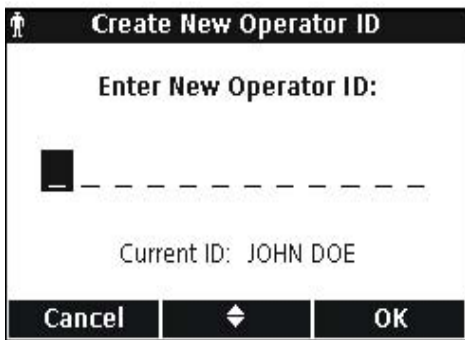 Create New Operator ID
Enter New Operator ID:
_ _ _ _ _ _ _ _ _ _ _ _
Current ID: JOHN DOE
Cancel OK